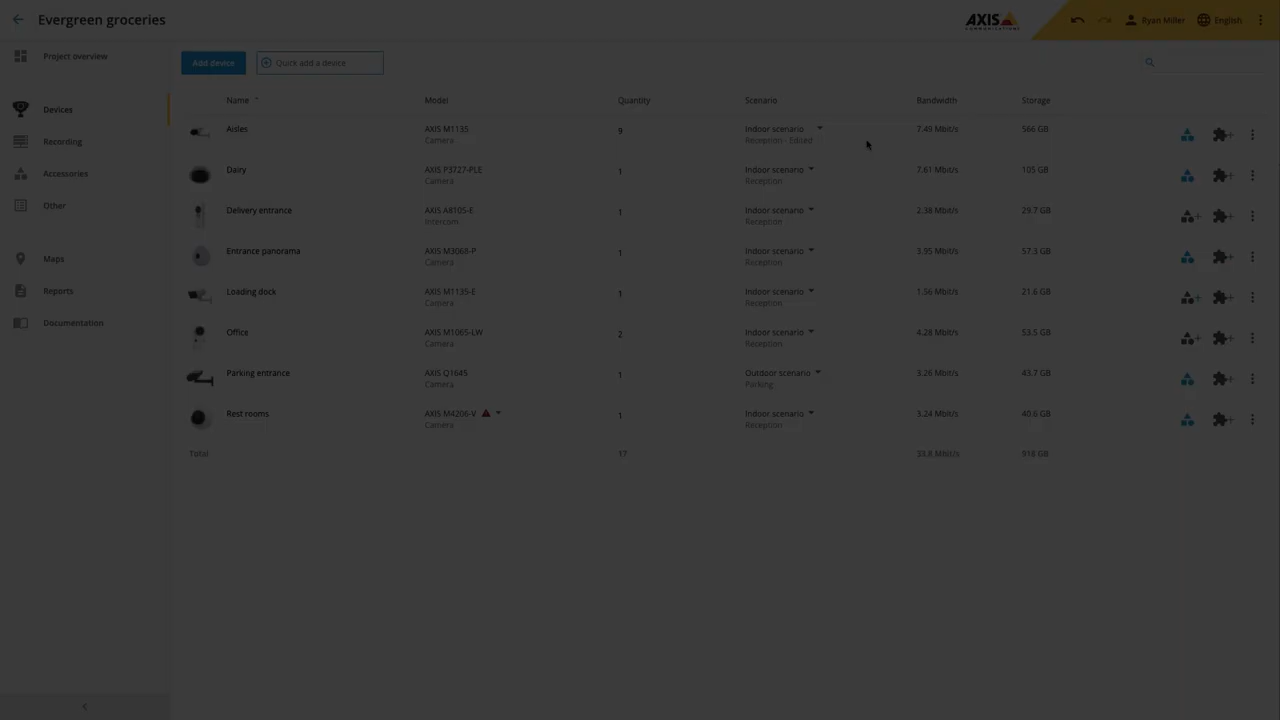 Evergreen groceries
AXIS
COMMUNICATIONS
Ryan Miller
English
Project overview
Devices
Recording
Accessories
Other
Maps
Reports
Documentation
Add device
Quick add a device
Name Model Quantity Scenario Bandwidth Storage
Aisles AXIS M1135 9 Indoor scenario 7.49 Mbit/s 566 GB
Camera Reception - Edited
Dairy AXIS P3727-PLE 1 Indoor scenario 7.61 Mbit/s 105 GB
Camera Reception
Delivery entrance AXIS A8105-E 1 Indoor scenario 2.38 Mbit/s 29.7 GB
Intercom Reception
Entrance panorama AXIS M3068-P 1 Indoor scenario 3.95 Mbit/s 57.3 GB
Camera Reception
Loading dock AXIS M1135-E 1 Indoor scenario 1.56 Mbit/s 21.6 GB
Camera Reception
Office AXIS M1065-LW 2 Indoor scenario 4.28 Mbit/s 53.5 GB
Camera Reception
Parking entrance AXIS Q1645 1 Outdoor scenario 3.26 Mbit/s 43.7 GB
Camera Parking
Rest rooms AXIS M4206-V 1 Indoor scenario 3.24 Mbit/s 40.6 GB
Camera Reception
Total 17 33.8 Mbit/s 918 GB